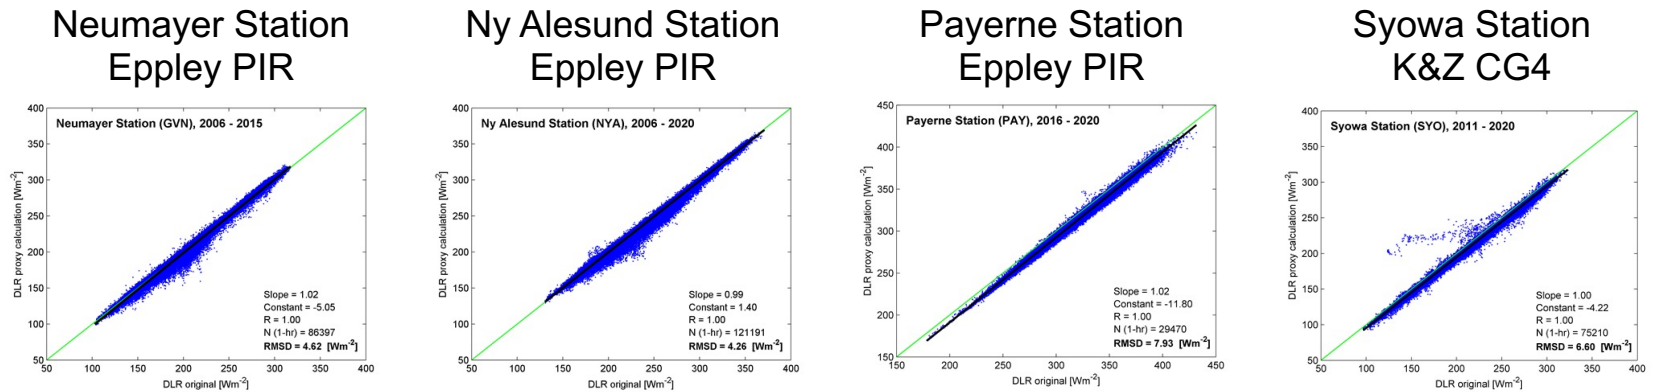 Neumayer Station
Eppley PIR
Ny Alesund Station
Eppley PIR
Payerne Station
Eppley PIR
Syowa Station
K&Z CG4
Neumayer Station (GVN), 2006 - 2015
DLR proxy calculation [Wm⁻²]
400
350
300
250
200
150
100
50
Slope = 1.02
Constant = -5.05
R = 1.00
N (1-hr) = 86397
RMSD = 4.62 [Wm⁻²]
50 100 150 200 250 300 350 400
DLR original [Wm⁻²]
Ny Alesund Station (NYA), 2006 - 2020
DLR proxy calculation [Wm⁻²]
400
350
300
250
200
150
100
50
Slope = 0.99
Constant = 1.40
R = 1.00
N (1-hr) = 121191
RMSD = 4.26 [Wm⁻²]
50 100 150 200 250 300 350 400
DLR original [Wm⁻²]
Payerne Station (PAY), 2016 - 2020
DLR proxy calculation [Wm⁻²]
450
400
350
300
250
200
150
Slope = 1.02
Constant = -11.80
R = 1.00
N (1-hr) = 29470
RMSD = 7.93 [Wm⁻²]
150 200 250 300 350 400 450
DLR original [Wm⁻²]
Syowa Station (SYO), 2011 - 2020
DLR proxy calculation [Wm⁻²]
400
350
300
250
200
150
100
50
Slope = 1.00
Constant = -4.22
R = 1.00
N (1-hr) = 75210
RMSD = 6.60 [Wm⁻²]
50 100 150 200 250 300 350 400
DLR original [Wm⁻²]